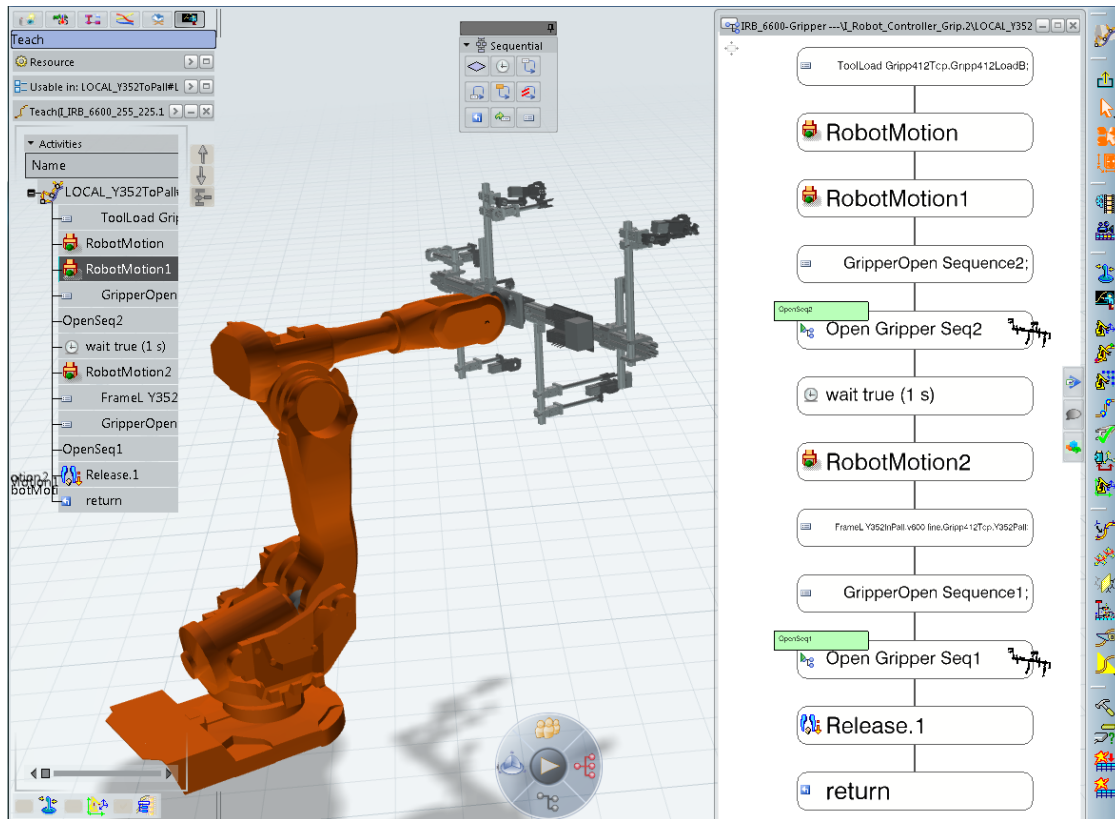 Teach
Resource
Usable in: LOCAL_Y352ToPall#L
Teach(I_IRB_6600_255-225.1
Activities
Name
LOCAL_Y352ToPall
ToolLoad Grip
RobotMotion
RobotMotion1
GripperOpen
OpenSeq2
wait true (1 s)
RobotMotion2
FrameL Y352
GripperOpen
OpenSeq1
Release.1
return
Sequential
IRB_6600-Gripper ---\I_Robot_Controller_Grip.2\LOCAL_Y352
ToolLoad Gripp412Tcp.Gripp412LoadB;
RobotMotion
RobotMotion1
GripperOpen Sequence2;
OpenSeq2
Open Gripper Seq2
wait true (1 s)
RobotMotion2
FrameL Y352InPall.v600 line.Gripp412Tcp.Y352Pall:
GripperOpen Sequence1;
OpenSeq1
Open Gripper Seq1
Release.1
return